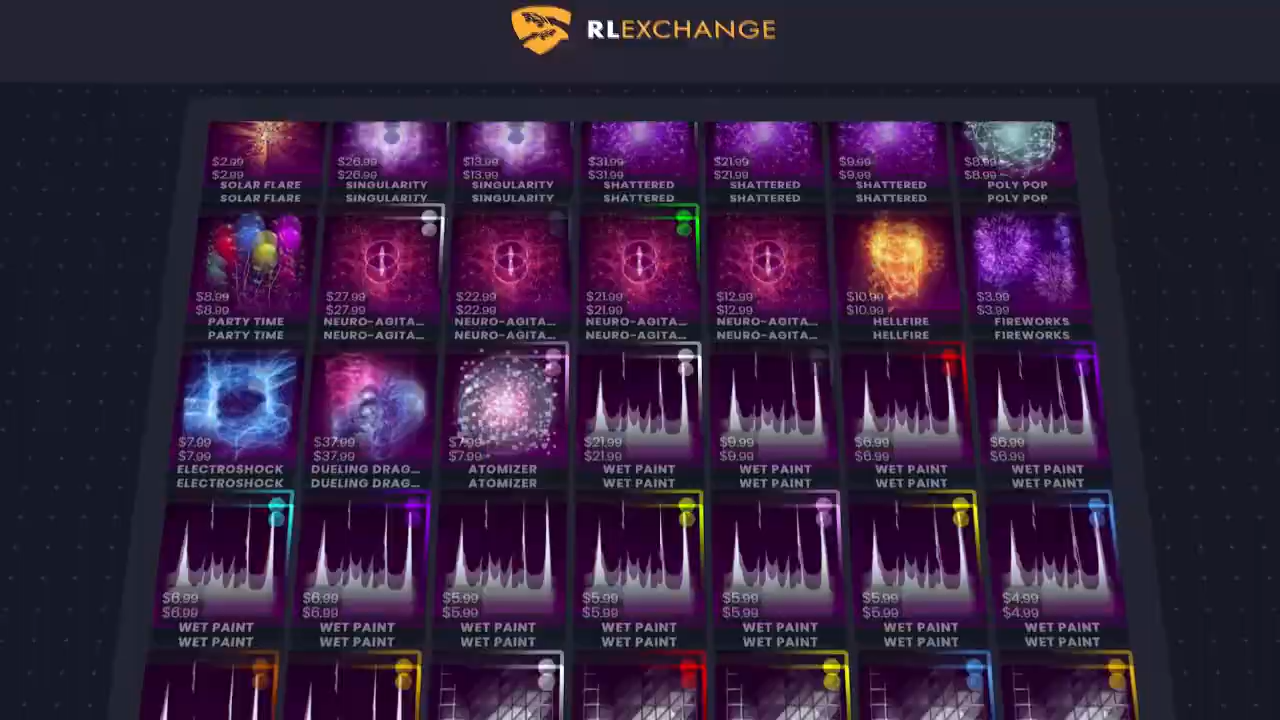 RLEXCHANGE
$2.99 $26.99 $13.99 $31.99 $21.99 $9.99 $8.99
$2.99 $26.99 $13.99 $31.99 $21.99 $9.99 $8.99
SOLAR FLARE SINGULARITY SINGULARITY SHATTERED SHATTERED SHATTERED POLY POP
SOLAR FLARE SINGULARITY SINGULARITY SHATTERED SHATTERED SHATTERED POLY POP
$8.99 $27.99 $22.99 $21.99 $12.99 $10.99 $3.99
$8.99 $27.99 $22.99 $21.99 $12.99 $10.99 $3.99
PARTY TIME NEURO-AGITA... NEURO-AGITA... NEURO-AGITA... NEURO-AGITA... HELLFIRE FIREWORKS
PARTY TIME NEURO-AGITA... NEURO-AGITA... NEURO-AGITA... NEURO-AGITA... HELLFIRE FIREWORKS
$7.99 $37.99 $7.99 $21.99 $9.99 $6.99 $6.99
$7.99 $37.99 $7.99 $21.99 $9.99 $6.99 $6.99
ELECTROSHOCK DUELING DRAG... ATOMIZER WET PAINT WET PAINT WET PAINT WET PAINT
ELECTROSHOCK DUELING DRAG... ATOMIZER WET PAINT WET PAINT WET PAINT WET PAINT
$6.99 $6.99 $5.99 $5.99 $5.99 $5.99 $4.99
$6.99 $6.99 $5.99 $5.99 $5.99 $5.99 $4.99
WET PAINT WET PAINT WET PAINT WET PAINT WET PAINT WET PAINT WET PAINT
WET PAINT WET PAINT WET PAINT WET PAINT WET PAINT WET PAINT WET PAINT